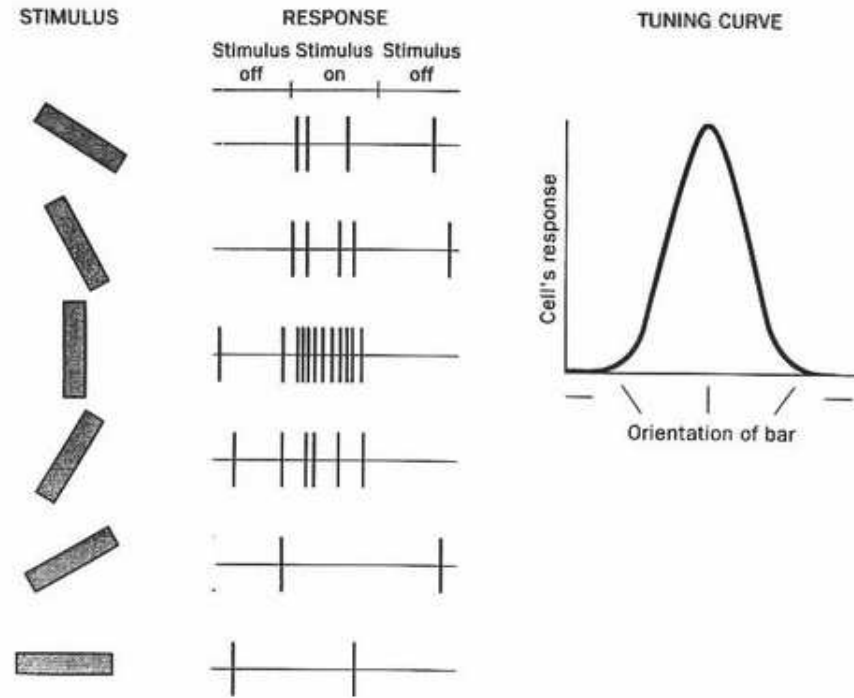 STIMULUS
RESPONSE
TUNING CURVE
Stimulus Stimulus Stimulus
off on off
Cell's response
Orientation of bar